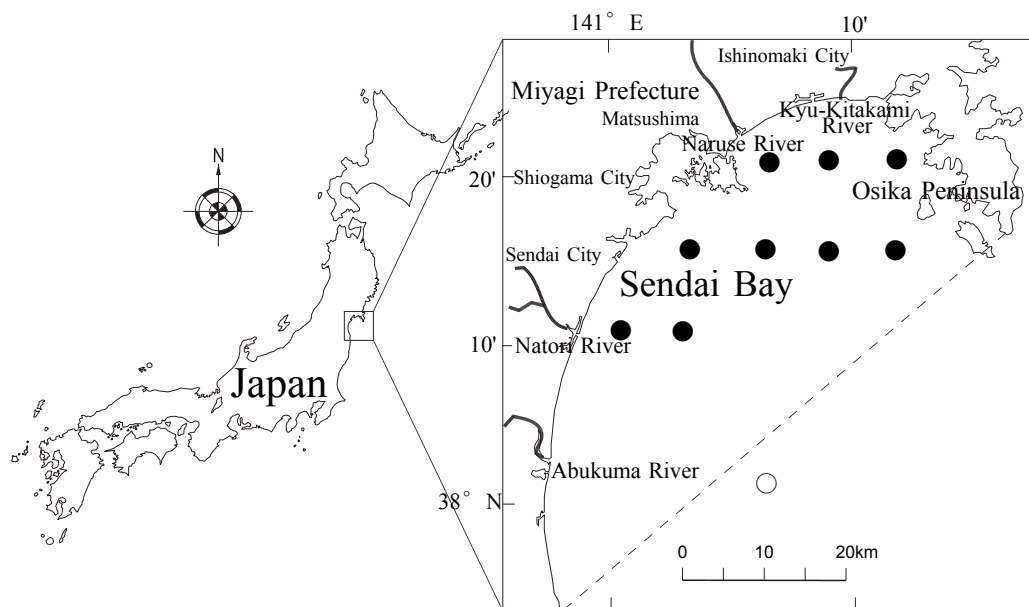 141° E
10'
Ishinomaki City
Miyagi Prefecture
Kyu-Kitakami
River
Matsushima
Naruse River
N
20'
Shiogama City
Osika Peninsula
Sendai City
Sendai Bay
10'
Natori River
Japan
Abukuma River
38° N
0 10 20km